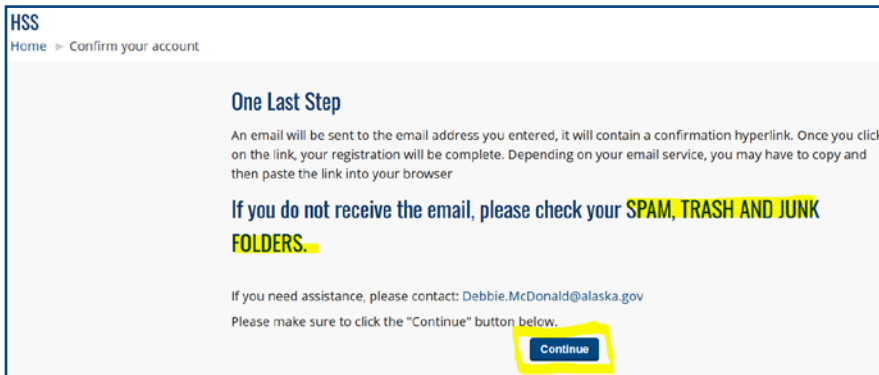 HSS
Home ▶ Confirm your account
One Last Step
An email will be sent to the email address you entered, it will contain a confirmation hyperlink. Once you click
on the link, your registration will be complete. Depending on your email service, you may have to copy and
then paste the link into your browser
If you do not receive the email, please check your SPAM, TRASH AND JUNK
FOLDERS.
If you need assistance, please contact: Debbie.McDonald@alaska.gov
Please make sure to click the "Continue" button below.
Continue